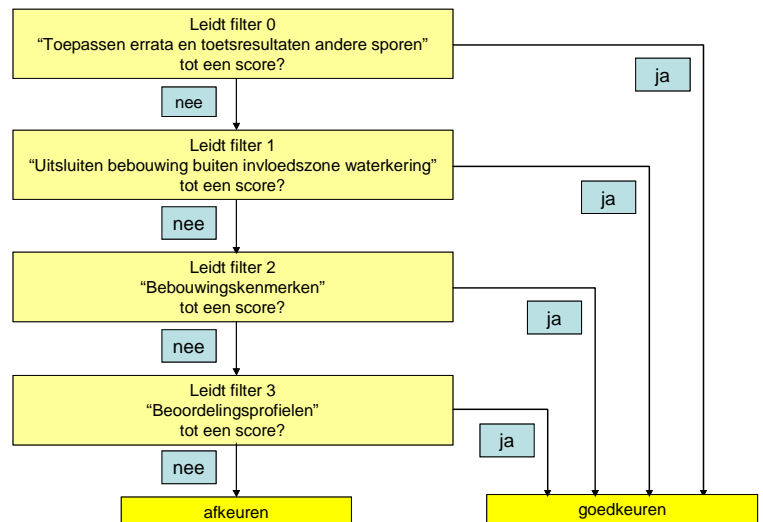 Leidt filter 0
“Toepassen errata en toetsresultaten andere sporen”
tot een score?
ja
nee
Leidt filter 1
“Uitsluiten bebouwing buiten invloedszone waterkering”
tot een score?
ja
nee
Leidt filter 2
“Bebouwingskenmerken”
tot een score?
ja
nee
Leidt filter 3
“Beoordelingsprofielen”
tot een score?
ja
nee
afkeuren
goedkeuren